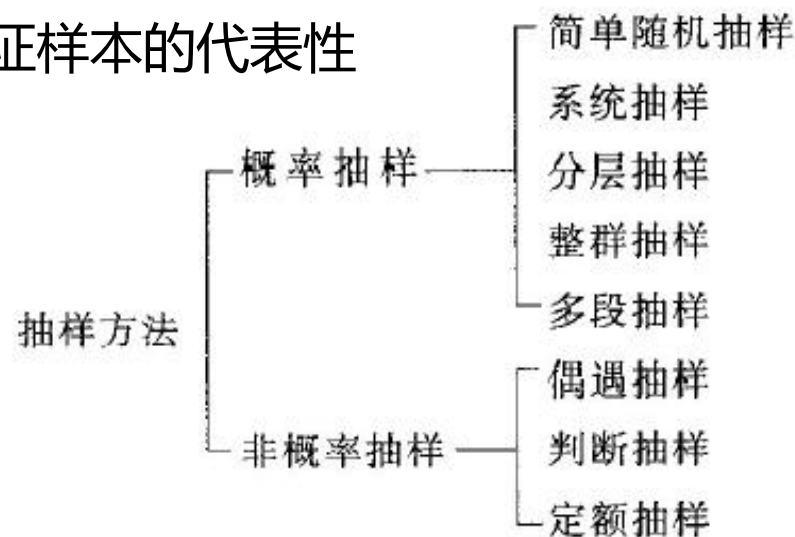 证样本的代表性
简单随机抽样
系统抽样
概率抽样
分层抽样
整群抽样
多段抽样
抽样方法
偶遇抽样
非概率抽样
判断抽样
定额抽样